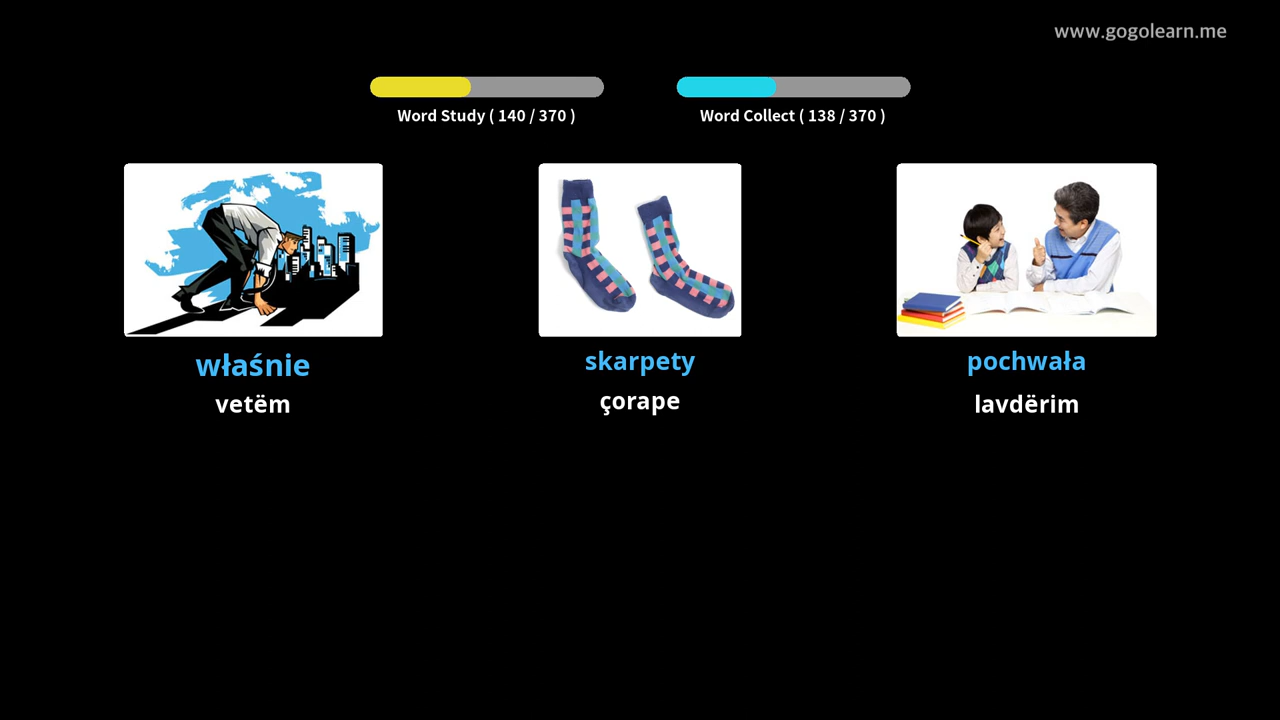 www.gogolearn.me
Word Study ( 140 / 370 )
Word Collect ( 138 / 370 )
właśnie
vetëm
skarpety
çorape
pochwała
lavdërim